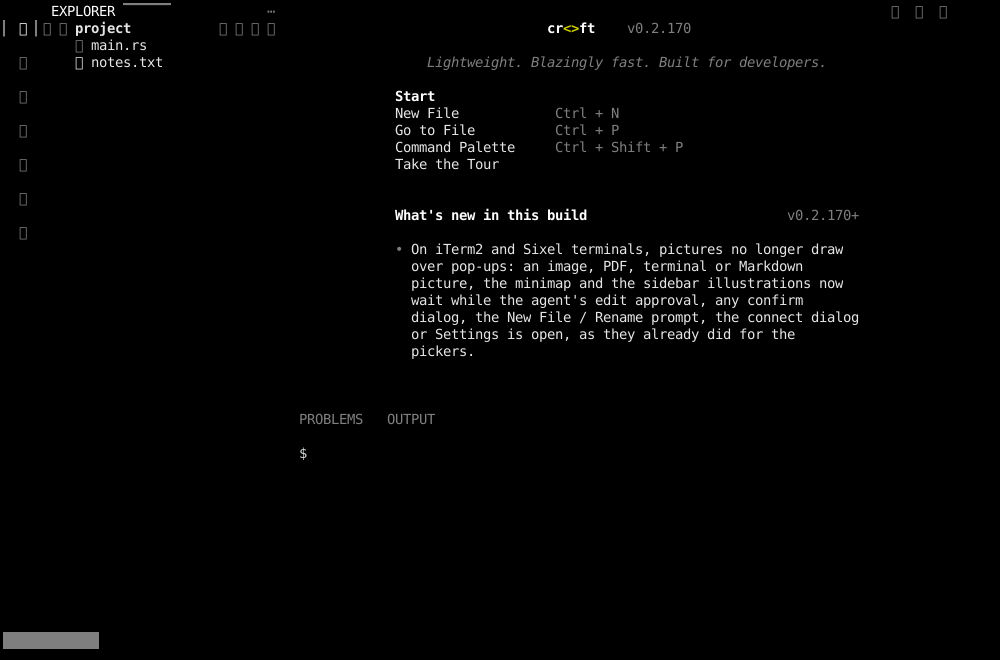 EXPLORER
project
main.rs
notes.txt
cr<>ft v0.2.170
Lightweight. Blazingly fast. Built for developers.
Start
New File Ctrl + N
Go to File Ctrl + P
Command Palette Ctrl + Shift + P
Take the Tour
What's new in this build v0.2.170+
• On iTerm2 and Sixel terminals, pictures no longer draw
over pop-ups: an image, PDF, terminal or Markdown
picture, the minimap and the sidebar illustrations now
wait while the agent's edit approval, any confirm
dialog, the New File / Rename prompt, the connect dialog
or Settings is open, as they already did for the
pickers.
PROBLEMS OUTPUT
$